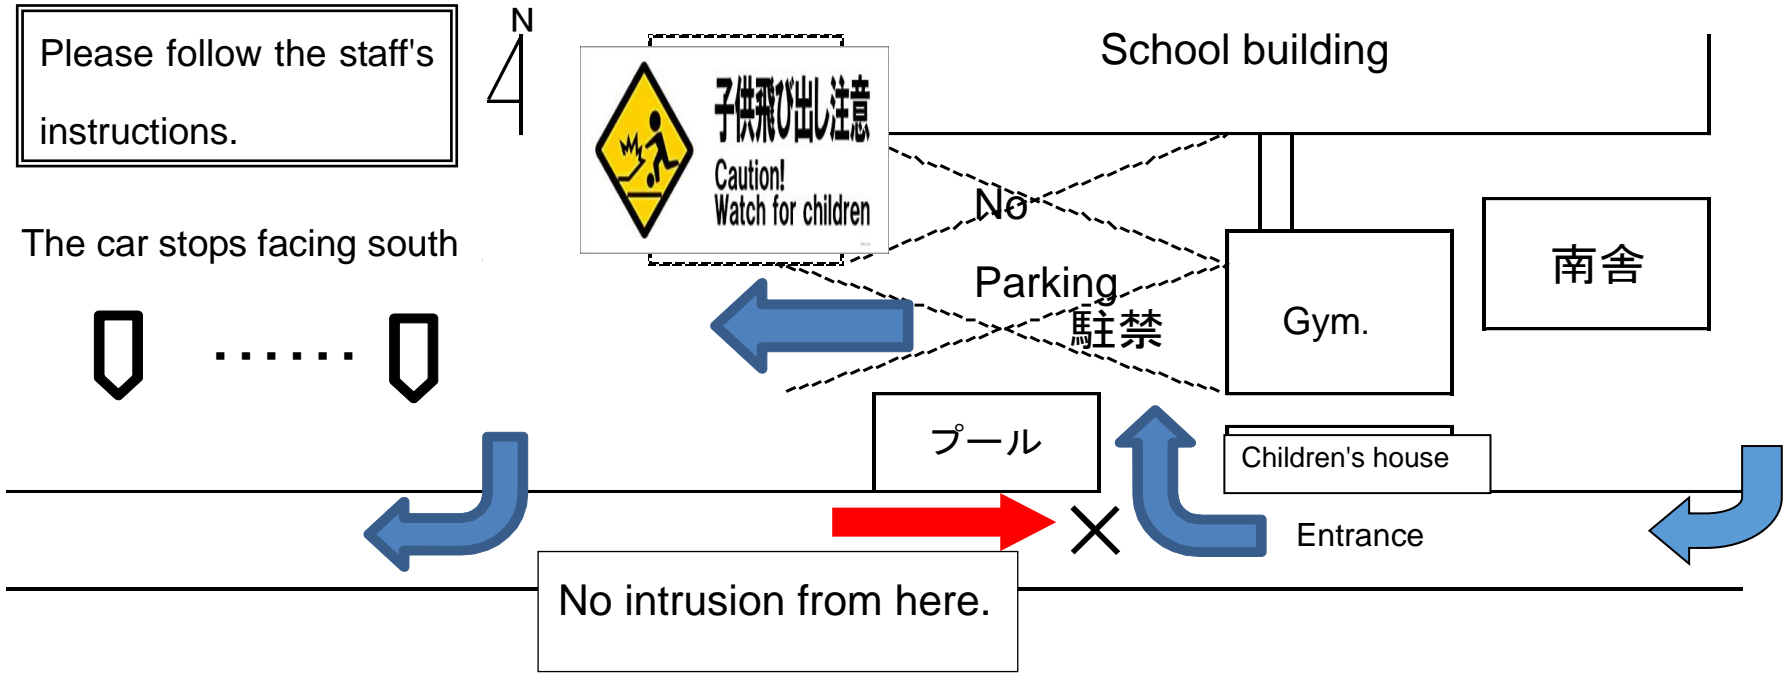 Please follow the staff's
instructions.
N
子供飛び出し注意
Caution!
Watch for children
School building
The car stops facing south
No
Parking
駐禁
Gym.
南舎
プール
Children's house
Entrance
No intrusion from here.